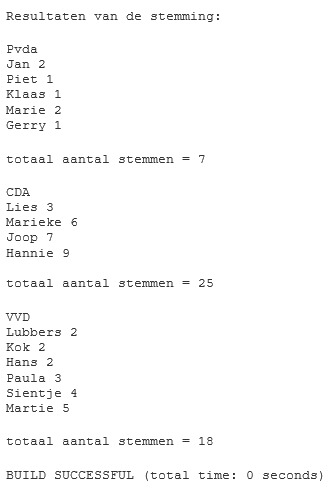 Resultaten van de stemming:
Pvda
Jan 2
Piet 1
Klaas 1
Marie 2
Gerry 1
totaal aantal stemmen = 7
CDA
Lies 3
Marieke 6
Joop 7
Hannie 9
totaal aantal stemmen = 25
VVD
Lubbers 2
Kok 2
Hans 2
Paula 3
Sientje 4
Martie 5
totaal aantal stemmen = 18
BUILD SUCCESSFUL (total time: 0 seconds)